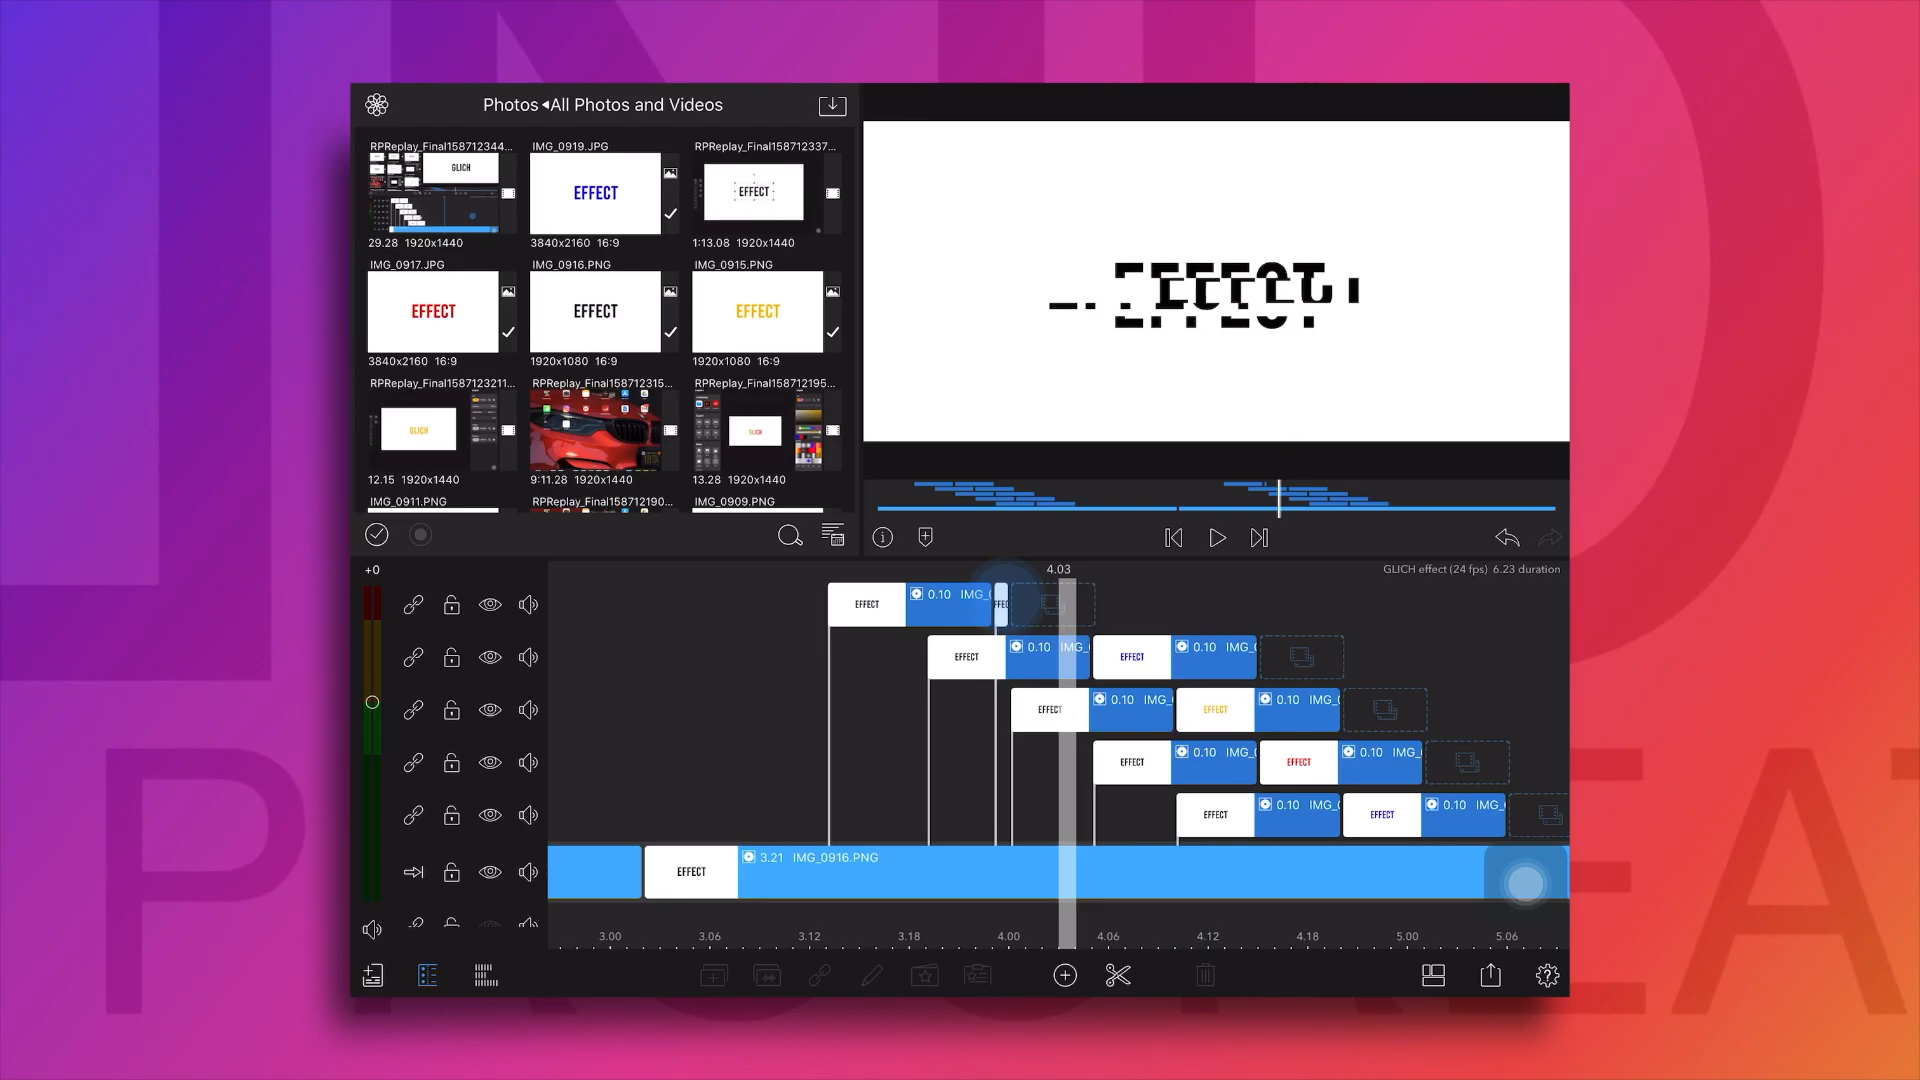 Photos ◂All Photos and Videos
RPReplay_Final158712344...
IMG_0919.JPG
RPReplay_Final158712337...
GLICH
EFFECT
EFFECT
29.28 1920x1440
3840x2160 16:9
1:13.08 1920x1440
IMG_0917.JPG
IMG_0916.PNG
IMG_0915.PNG
EFFECT
EFFECT
EFFECT
3840x2160 16:9
1920x1080 16:9
1920x1080 16:9
RPReplay_Final1587123211...
RPReplay_Final158712315...
RPReplay_Final158712195...
GLICH
GLICH
12.15 1920x1440
9:11.28 1920x1440
13.28 1920x1440
IMG_0911.PNG
RPReplay_Final158712190...
IMG_0909.PNG
EFFECT
+0
4.03
GLICH effect (24 fps) 6.23 duration
EFFECT
0.10 IMG_
EFFECT
0.10 IMG_
EFFECT
0.10 IMG_
EFFECT
0.10 IMG_
EFFECT
0.10 IMG_
EFFECT
0.10 IMG_
EFFECT
0.10 IMG_
EFFECT
0.10 IMG_
EFFECT
0.10 IMG_
EFFECT
3.21 IMG_0916.PNG
3.00 3.06 3.12 3.18 4.00 4.06 4.12 4.18 5.00 5.06